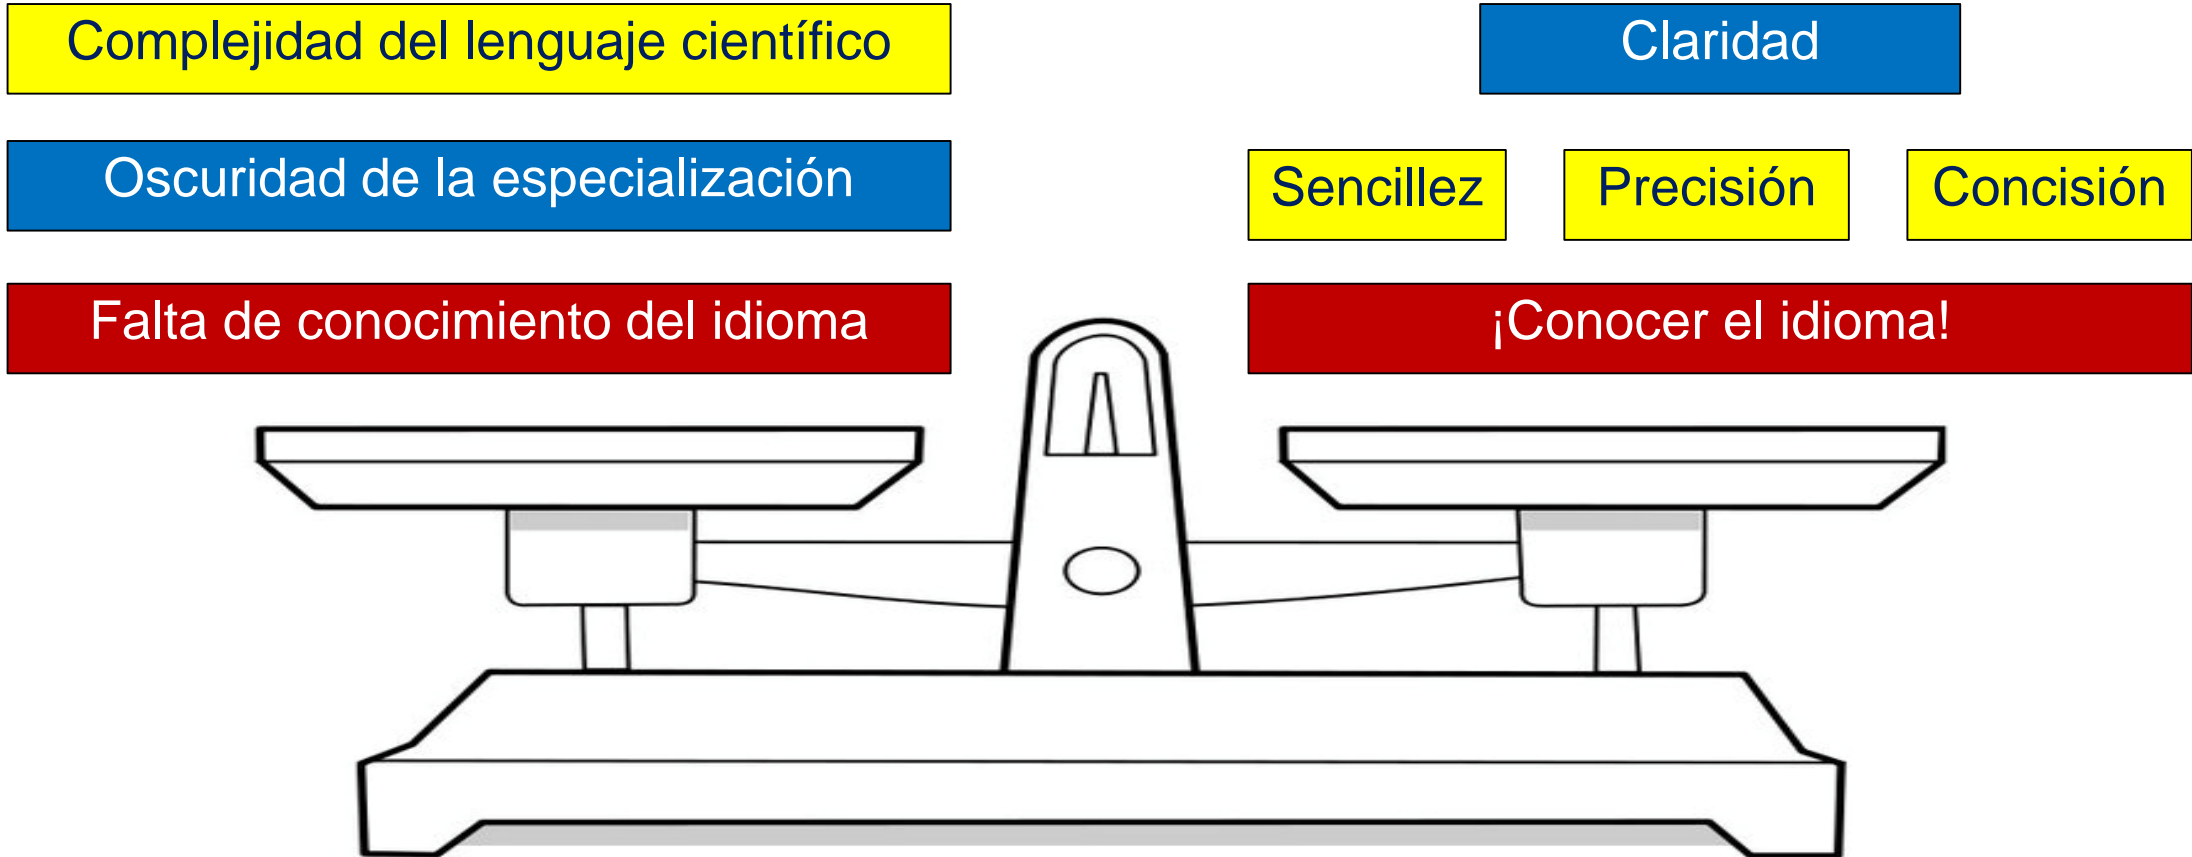 Complejidad del lenguaje científico
Claridad
Oscuridad de la especialización
Sencillez
Precisión
Concisión
Falta de conocimiento del idioma
¡Conocer el idioma!